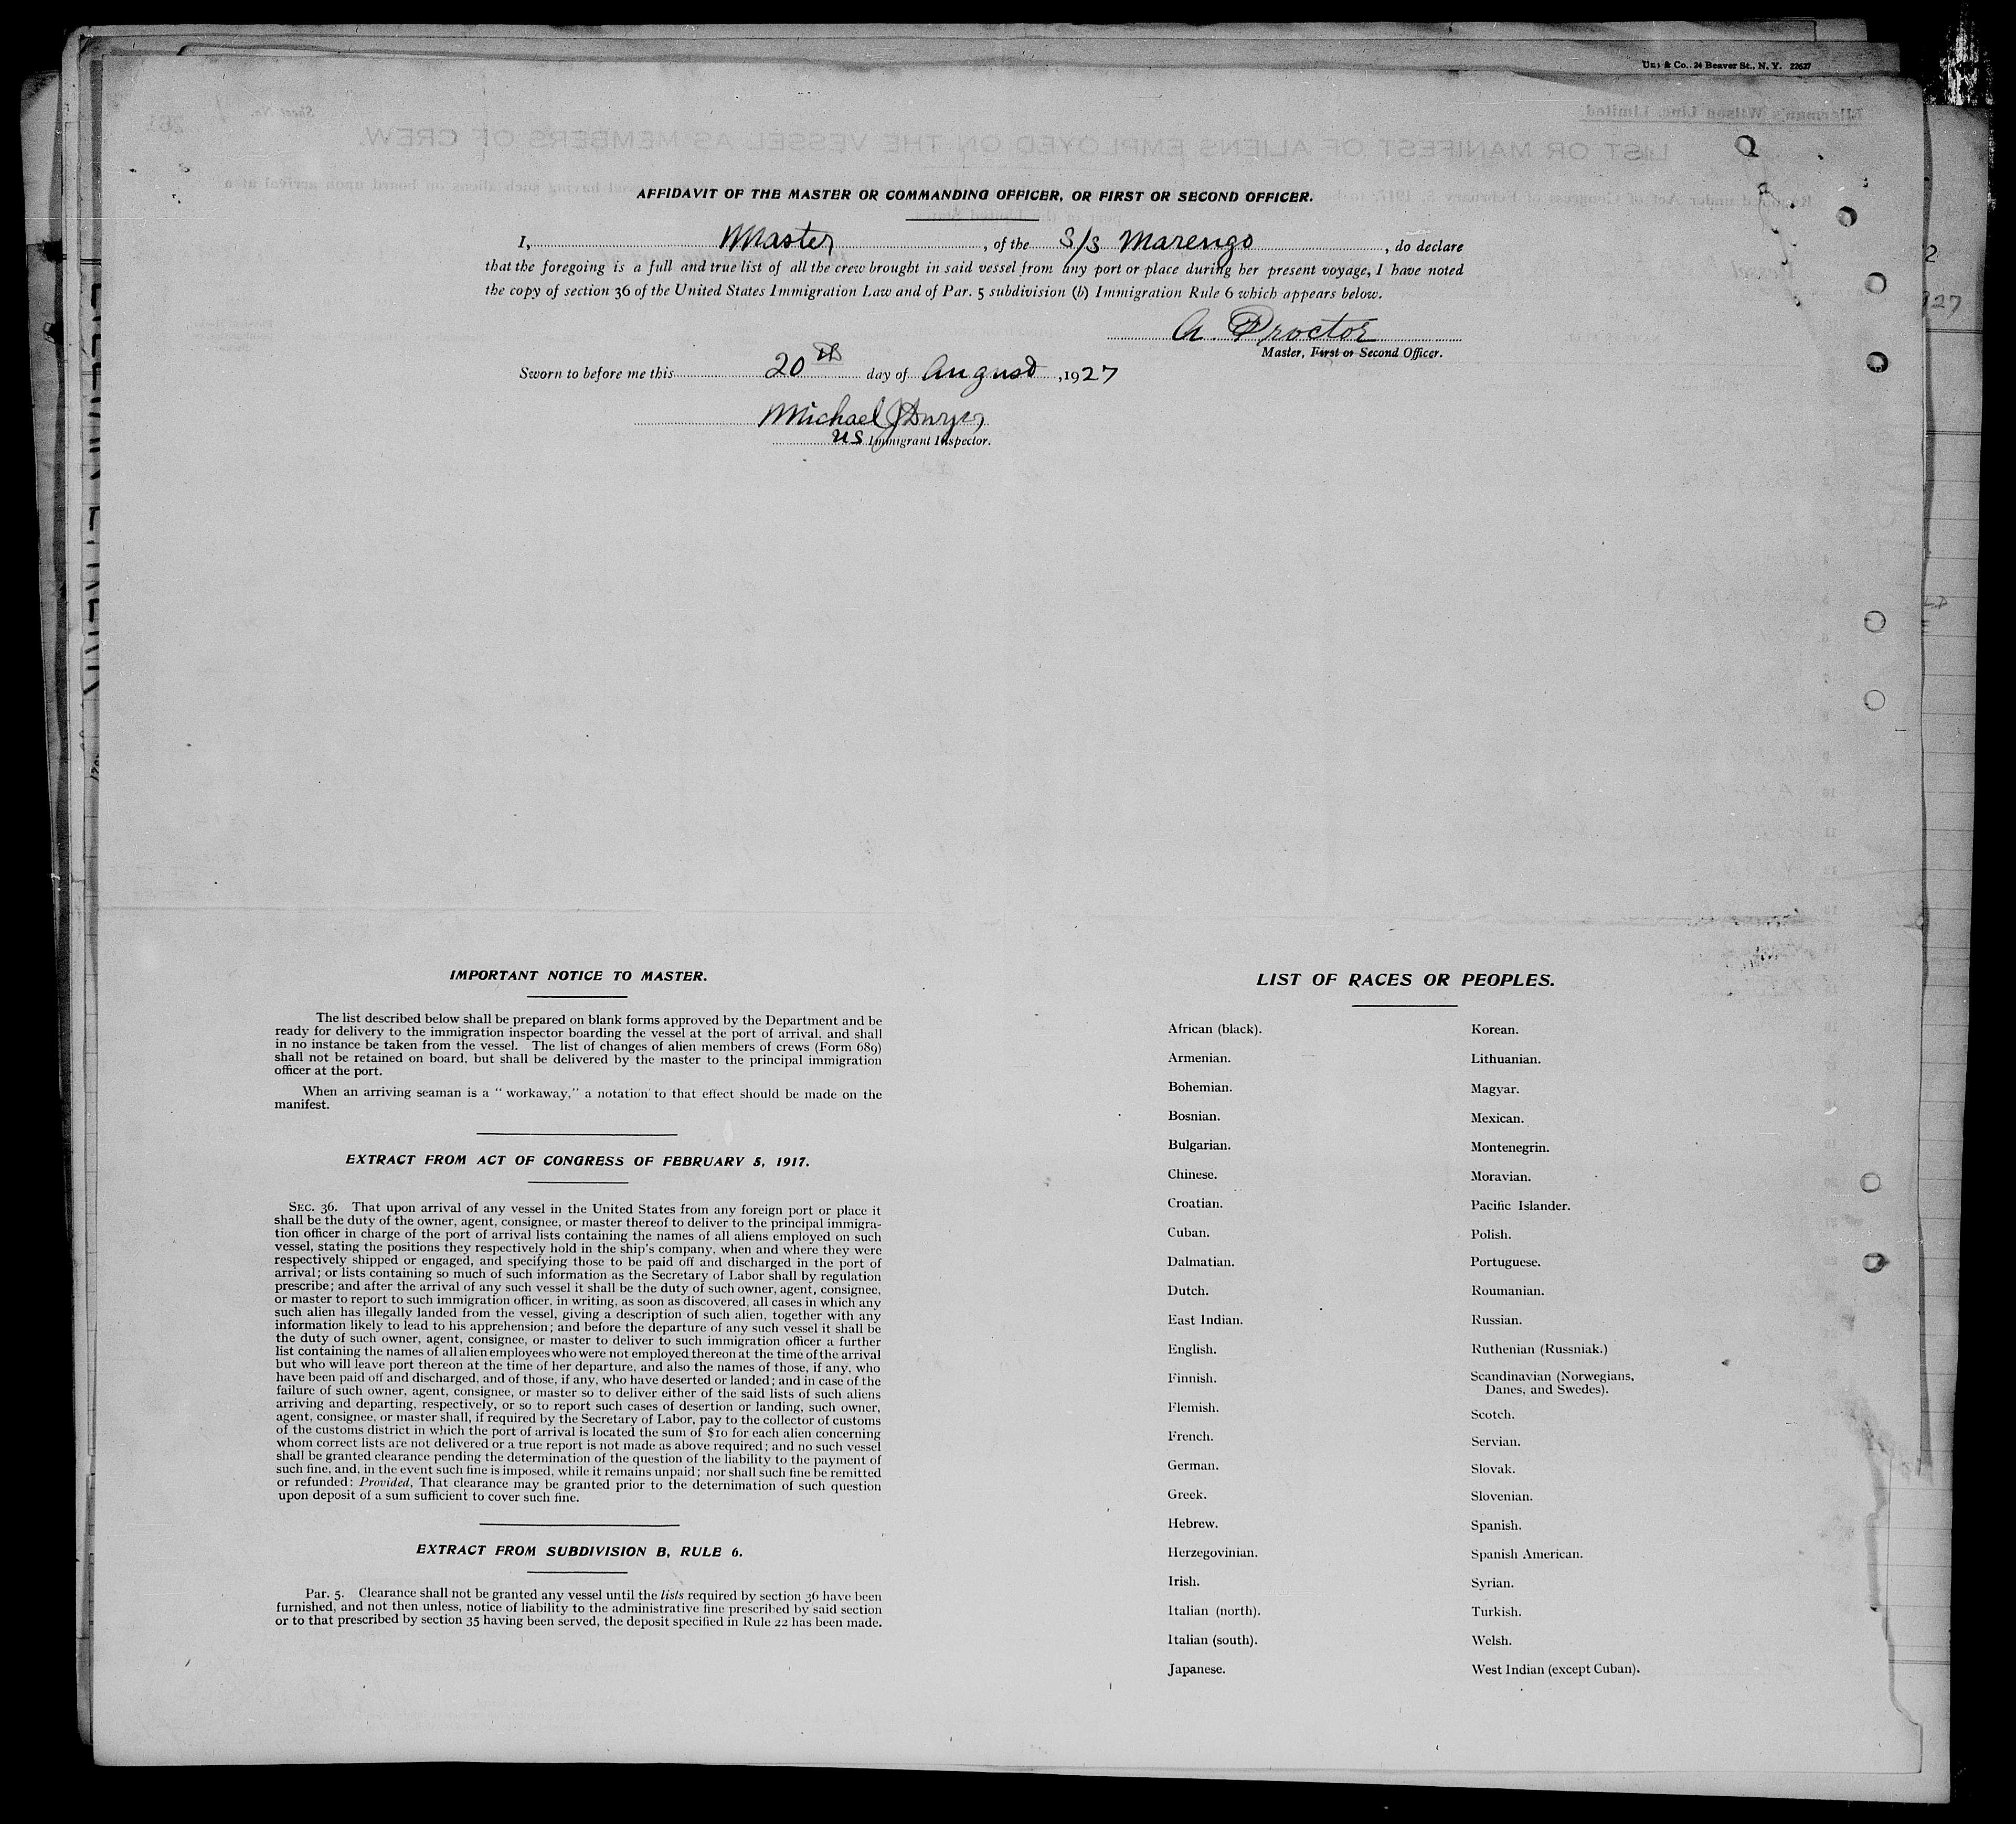 Co., 24 Beaver St., N. Y. 22627
Ellerman's Wilson Line, Limited
Sheet No.
261
LIST OR MANIFEST OF ALIENS EMPLOYED ON THE VESSEL AS MEMBERS OF CREW.
AFFIDAVIT OF THE MASTER OR COMMANDING OFFICER, OR FIRST OR SECOND OFFICER.
I, Master, of the S/S Marengo, do declare
that the foregoing is a full and true list of all the crew brought in said vessel from any port or place during her present voyage, I have noted
the copy of section 36 of the United States Immigration Law and of Par. 5 subdivision (b) Immigration Rule 6 which appears below.
A. Proctor
Master, First or Second Officer.
Sworn to before me this 20th day of August, 1927
Michael J Dwyer
US Immigrant Inspector.
IMPORTANT NOTICE TO MASTER.
The list described below shall be prepared on blank forms approved by the Department and be
ready for delivery to the immigration inspector boarding the vessel at the port of arrival, and shall
in no instance be taken from the vessel. The list of changes of alien members of crews (Form 689)
shall not be retained on board, but shall be delivered by the master to the principal immigration
officer at the port.
When an arriving seaman is a "workaway," a notation to that effect should be made on the
manifest.
EXTRACT FROM ACT OF CONGRESS OF FEBRUARY 5, 1917.
SEC. 36. That upon arrival of any vessel in the United States from any foreign port or place it
shall be the duty of the owner, agent, consignee, or master thereof to deliver to the principal immigra-
tion officer in charge of the port of arrival lists containing the names of all aliens employed on such
vessel, stating the positions they respectively hold in the ship's company, when and where they were
respectively shipped or engaged, and specifying those to be paid off and discharged in the port of
arrival; or lists containing so much of such information as the Secretary of Labor shall by regulation
prescribe; and after the arrival of any such vessel it shall be the duty of such owner, agent, consignee,
or master to report to such immigration officer, in writing, as soon as discovered, all cases in which any
such alien has illegally landed from the vessel, giving a description of such alien, together with any
information likely to lead to his apprehension; and before the departure of any such vessel it shall be
the duty of such owner, agent, consignee, or master to deliver to such immigration officer a further
list containing the names of all alien employees who were not employed thereon at the time of the arrival
but who will leave port thereon at the time of her departure, and also the names of those, if any, who
have been paid off and discharged, and of those, if any, who have deserted or landed; and in case of the
failure of such owner, agent, consignee, or master so to deliver either of the said lists of such aliens
arriving and departing, respectively, or so to report such cases of desertion or landing, such owner,
agent, consignee, or master shall, if required by the Secretary of Labor, pay to the collector of customs
of the customs district in which the port of arrival is located the sum of $10 for each alien concerning
whom correct lists are not delivered or a true report is not made as above required; and no such vessel
shall be granted clearance pending the determination of the question of the liability to the payment of
such fine, and, in the event such fine is imposed, while it remains unpaid; nor shall such fine be remitted
or refunded: Provided, That clearance may be granted prior to the deternimation of such question
upon deposit of a sum sufficient to cover such fine.
EXTRACT FROM SUBDIVISION B, RULE 6.
Par. 5. Clearance shall not be granted any vessel until the lists required by section 36 have been
furnished, and not then unless, notice of liability to the administrative fine prescribed by said section
or to that prescribed by section 35 having been served, the deposit specified in Rule 22 has been made.
LIST OF RACES OR PEOPLES.
African (black).
Armenian.
Bohemian.
Bosnian.
Bulgarian.
Chinese.
Croatian.
Cuban.
Dalmatian.
Dutch.
East Indian.
English.
Finnish.
Flemish.
French.
German.
Greek.
Hebrew.
Herzegovinian.
Irish.
Italian (north).
Italian (south).
Japanese.
Korean.
Lithuanian.
Magyar.
Mexican.
Montenegrin.
Moravian.
Pacific Islander.
Polish.
Portuguese.
Roumanian.
Russian.
Ruthenian (Russniak.)
Scandinavian (Norwegians,
Danes, and Swedes).
Scotch.
Servian.
Slovak.
Slovenian.
Spanish.
Spanish American.
Syrian.
Turkish.
Welsh.
West Indian (except Cuban).